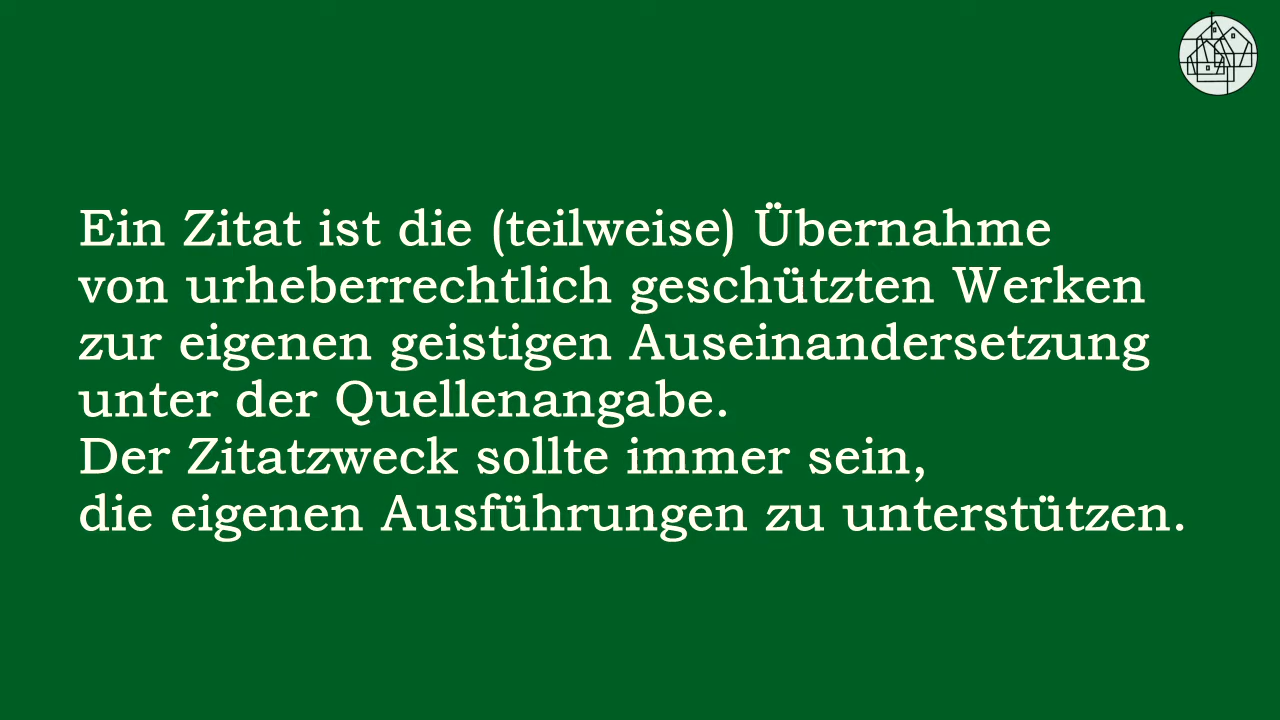 Ein Zitat ist die (teilweise) Übernahme
von urheberrechtlich geschützten Werken
zur eigenen geistigen Auseinandersetzung
unter der Quellenangabe.
Der Zitatzweck sollte immer sein,
die eigenen Ausführungen zu unterstützen.